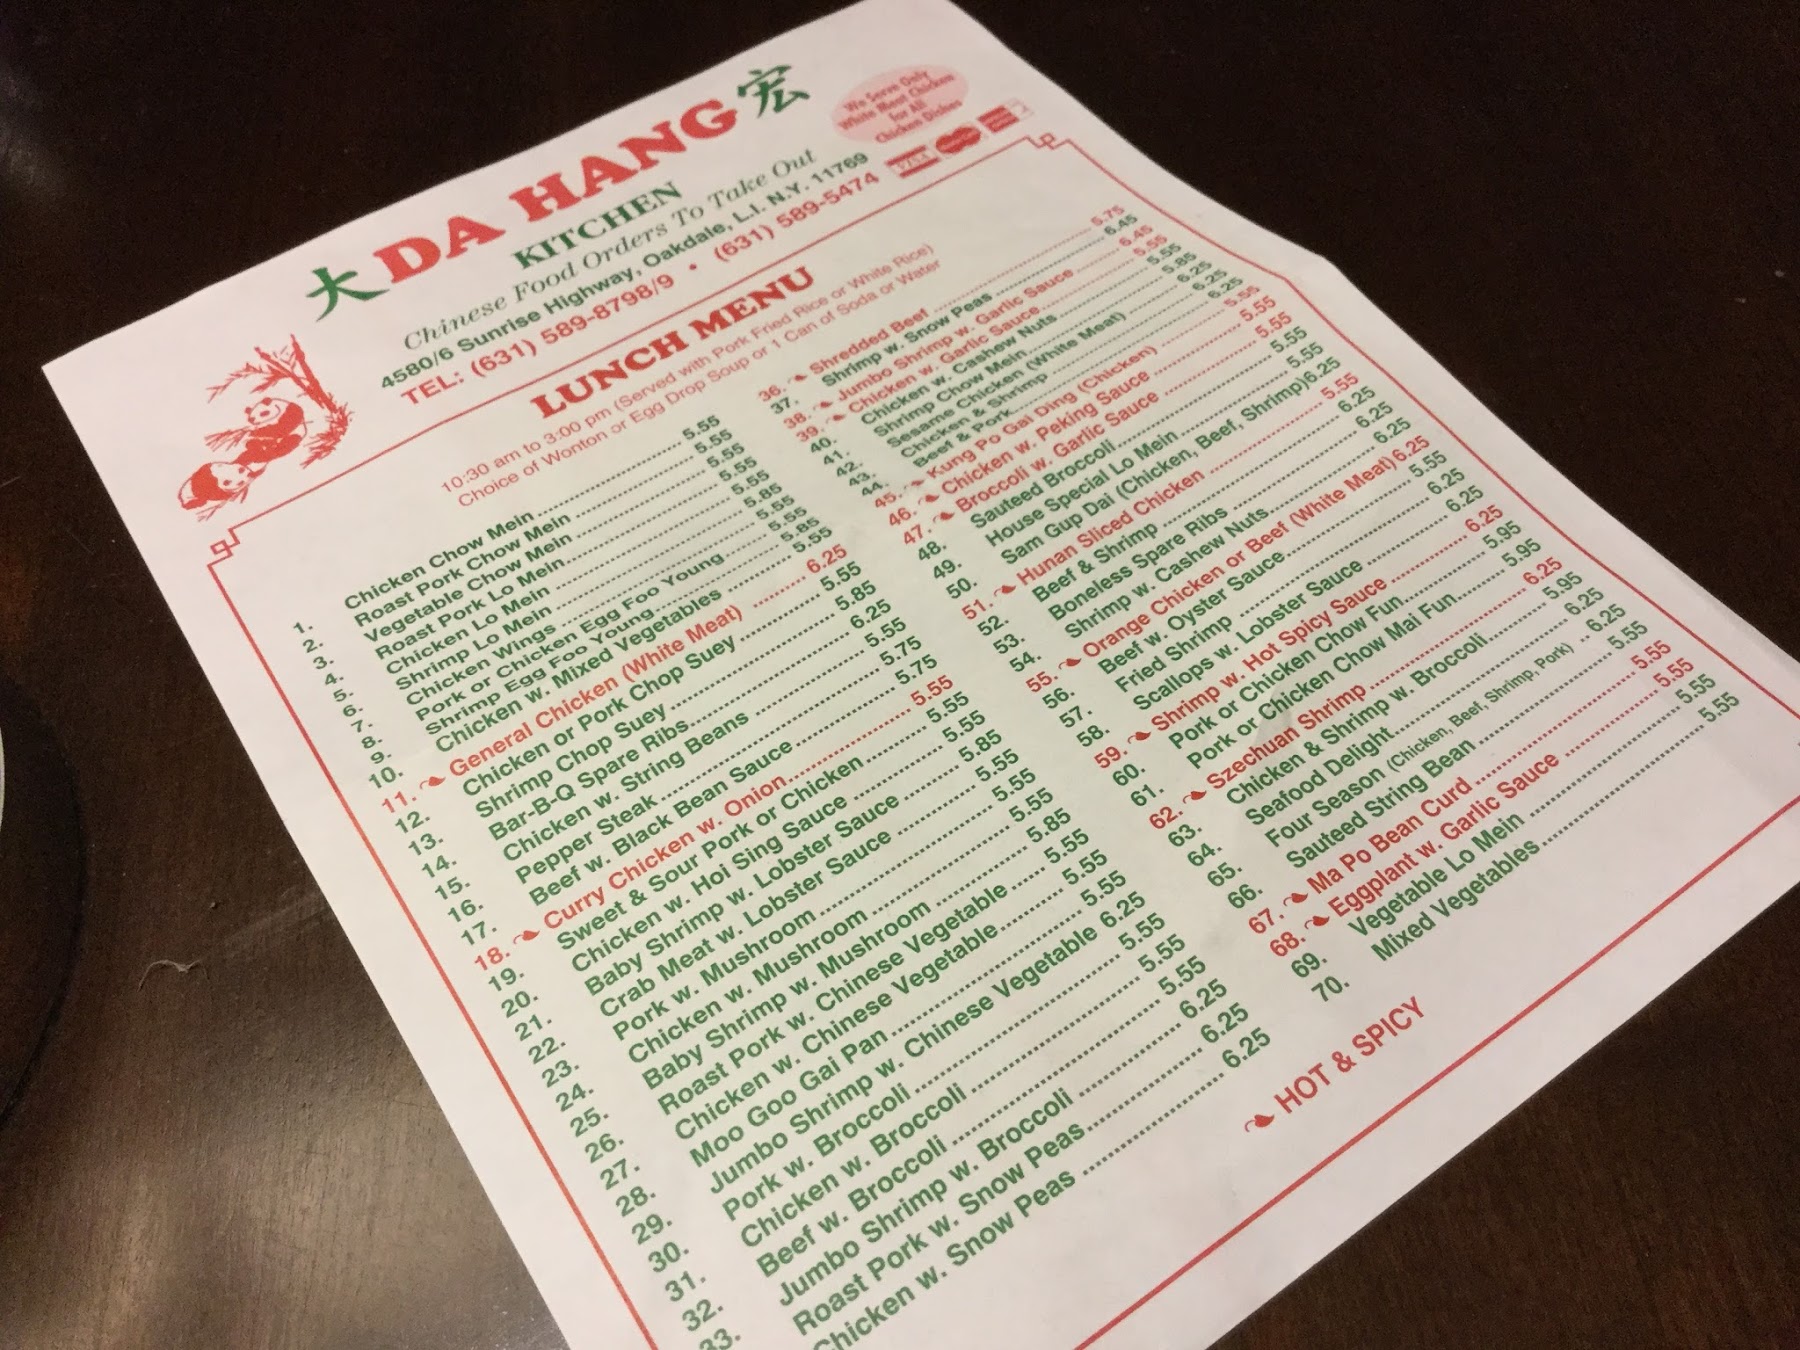 大 DA HANG 宏
KITCHEN
Chinese Food Orders To Take Out
4580/6 Sunrise Highway, Oakdale, L.I. N.Y. 11769
TEL: (631) 589-8798/9 • (631) 589-5474
We Serve Only
White Meat Chicken
for All
Chicken Dishes
VISA
LUNCH MENU
10:30 am to 3:00 pm (Served with Pork Fried Rice or White Rice)
Choice of Wonton or Egg Drop Soup or 1 Can of Soda or Water
1. Chicken Chow Mein 5.55
2. Roast Pork Chow Mein 5.55
3. Vegetable Chow Mein 5.55
4. Roast Pork Lo Mein 5.55
5. Chicken Lo Mein 5.55
6. Shrimp Lo Mein 5.85
7. Chicken Wings 5.55
8. Pork or Chicken Egg Foo Young 5.55
9. Shrimp Egg Foo Young 5.85
10. Chicken w. Mixed Vegetables 5.55
11. General Chicken (White Meat) 6.25
12. Chicken or Pork Chop Suey 5.55
13. Shrimp Chop Suey 5.85
14. Bar-B-Q Spare Ribs 6.25
15. Chicken w. String Beans 5.55
16. Pepper Steak 5.75
17. Beef w. Black Bean Sauce 5.75
18. Curry Chicken w. Onion 5.55
19. Sweet & Sour Pork or Chicken 5.55
20. Chicken w. Hoi Sing Sauce 5.55
21. Baby Shrimp w. Lobster Sauce 5.85
22. Crab Meat w. Lobster Sauce 5.55
23. Pork w. Mushroom 5.55
24. Chicken w. Mushroom 5.55
25. Baby Shrimp w. Mushroom 5.85
26. Roast Pork w. Chinese Vegetable 5.55
27. Chicken w. Chinese Vegetable 5.55
28. Moo Goo Gai Pan 5.55
29. Jumbo Shrimp w. Chinese Vegetable 6.25
30. Pork w. Broccoli 5.55
31. Chicken w. Broccoli 5.55
32. Beef w. Broccoli 5.55
33. Jumbo Shrimp w. Broccoli 6.25
Roast Pork w. Snow Peas 6.25
Chicken w. Snow Peas 6.25
36. Shredded Beef 5.75
37. Shrimp w. Snow Peas 6.45
38. Jumbo Shrimp w. Garlic Sauce 6.45
39. Chicken w. Garlic Sauce 5.55
40. Chicken w. Cashew Nuts 5.55
41. Shrimp Chow Mein 5.85
42. Sesame Chicken (White Meat) 6.25
43. Chicken & Shrimp 6.25
44. Beef & Pork 6.25
45. Kung Po Gai Ding (Chicken) 5.55
46. Chicken w. Peking Sauce 5.55
47. Broccoli w. Garlic Sauce 5.55
48. Sauteed Broccoli 5.55
49. House Special Lo Mein 5.55
50. Sam Gup Dai (Chicken, Beef, Shrimp) 6.25
51. Hunan Sliced Chicken 5.55
52. Beef & Shrimp 6.25
53. Boneless Spare Ribs 6.25
54. Shrimp w. Cashew Nuts 6.25
55. Orange Chicken or Beef (White Meat) 6.25
56. Beef w. Oyster Sauce 5.55
57. Fried Shrimp 6.25
58. Scallops w. Lobster Sauce 6.25
59. Shrimp w. Hot Spicy Sauce 6.25
60. Pork or Chicken Chow Fun 5.95
61. Pork or Chicken Chow Mai Fun 5.95
62. Szechuan Shrimp 6.25
63. Chicken & Shrimp w. Broccoli 5.95
64. Seafood Delight 6.25
65. Four Season (Chicken, Beef, Shrimp, Pork) 6.25
66. Sauteed String Bean 5.55
67. Ma Po Bean Curd 5.55
68. Eggplant w. Garlic Sauce 5.55
69. Vegetable Lo Mein 5.55
70. Mixed Vegetables 5.55
HOT & SPICY